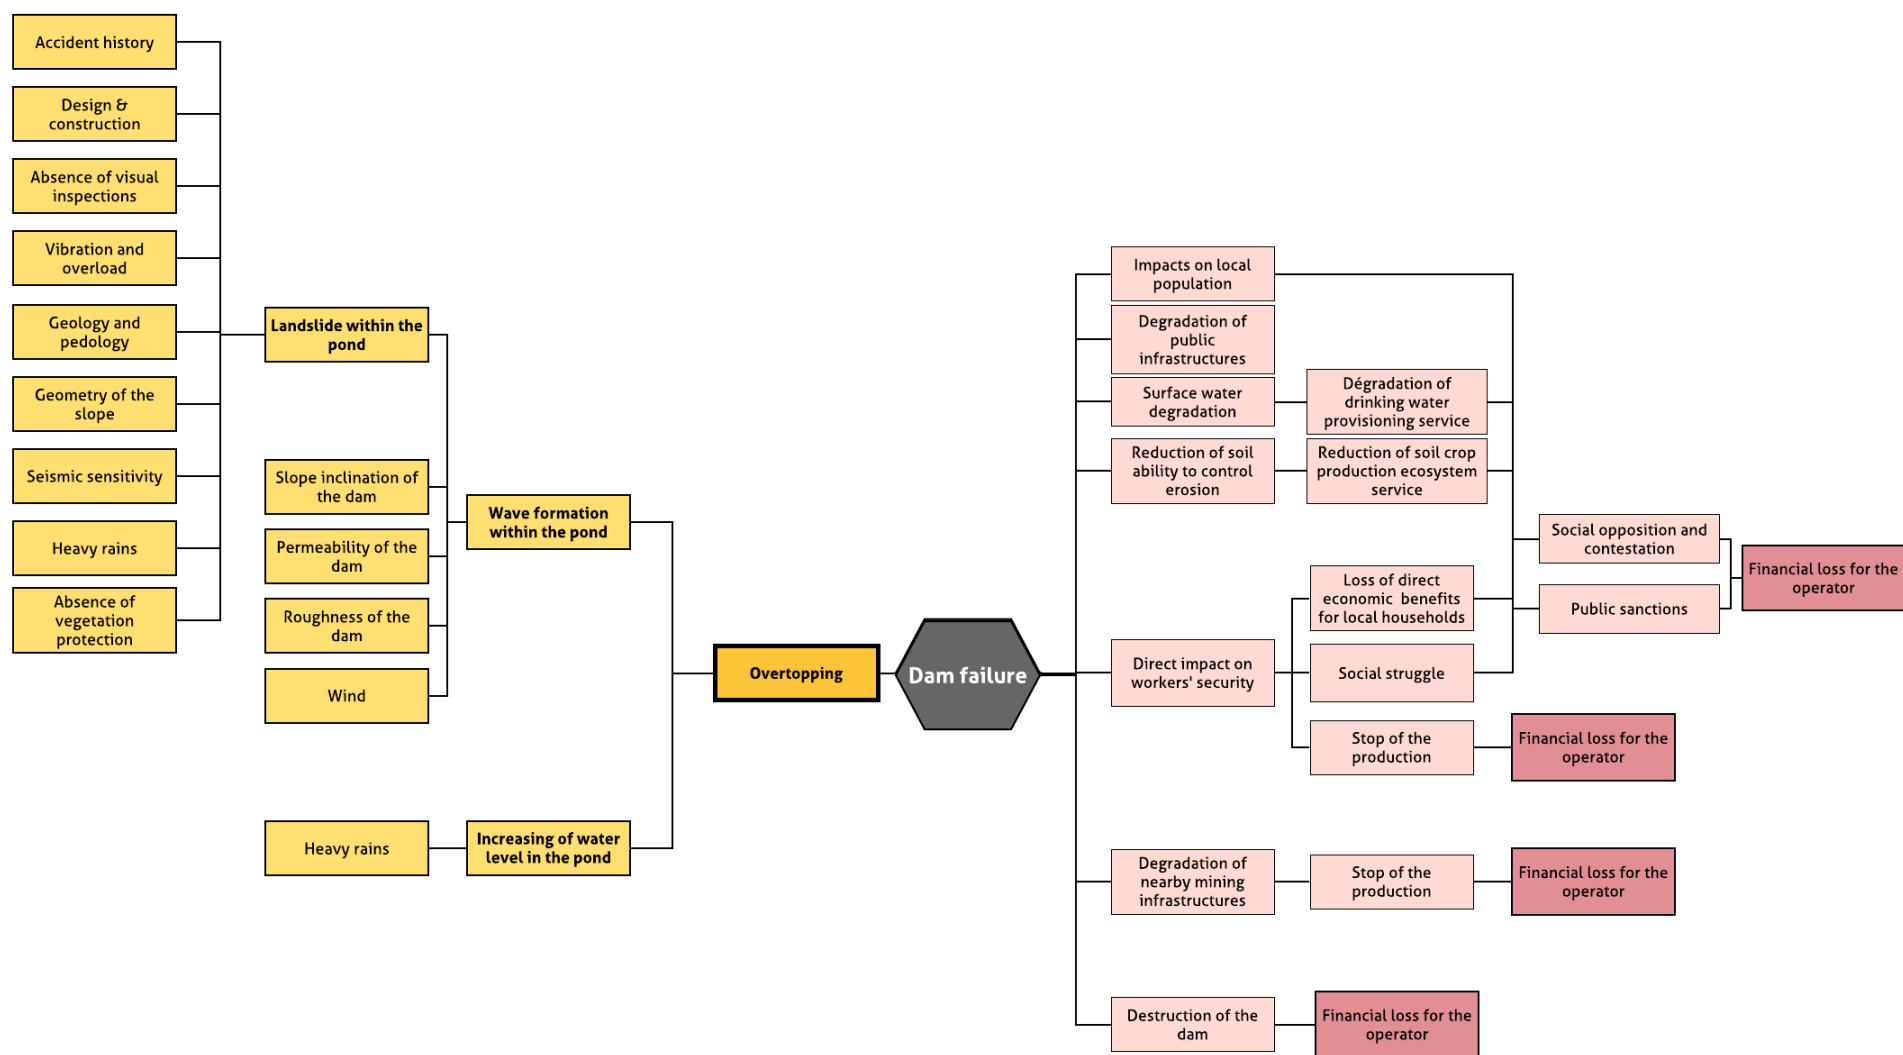 Accident history
Design &
construction
Absence of visual
inspections
Vibration and
overload
Geology and
pedology
Geometry of the
slope
Seismic sensitivity
Heavy rains
Absence of
vegetation
protection
Landslide within the
pond
Slope inclination of
the dam
Permeability of the
dam
Roughness of the
dam
Wind
Heavy rains
Wave formation
within the pond
Increasing of water
level in the pond
Overtopping
Dam failure
Impacts on local
population
Degradation of
public
infrastructures
Surface water
degradation
Reduction of soil
ability to control
erosion
Direct impact on
workers' security
Degradation of
nearby mining
infrastructures
Destruction of the
dam
Dégradation of
drinking water
provisioning service
Reduction of soil crop
production ecosystem
service
Loss of direct
economic benefits
for local households
Social struggle
Stop of the
production
Stop of the
production
Financial loss for the
operator
Social opposition and
contestation
Public sanctions
Financial loss for the
operator
Financial loss for the
operator
Financial loss for the
operator